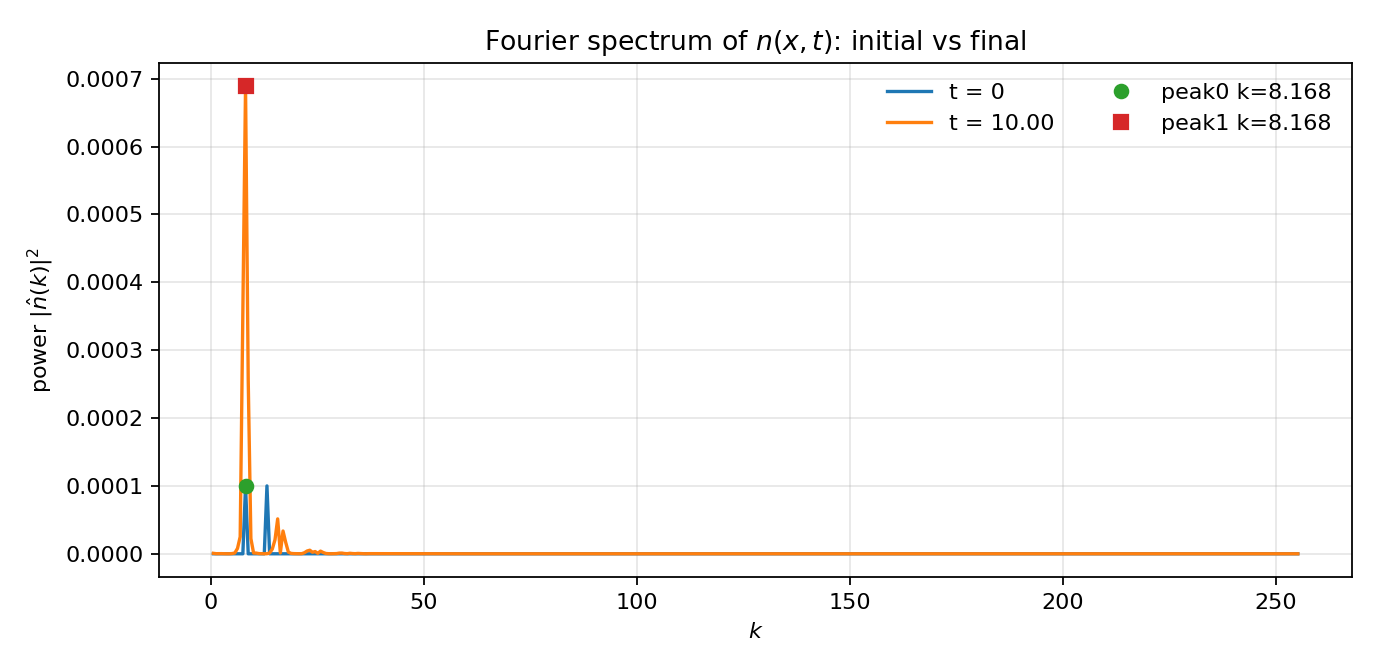 Fourier spectrum of n(x, t): initial vs final
0.0007
0.0006
0.0005
0.0004
0.0003
0.0002
0.0001
0.0000
power |n̂(k)|²
t = 0
t = 10.00
peak0 k=8.168
peak1 k=8.168
0 50 100 150 200 250
k